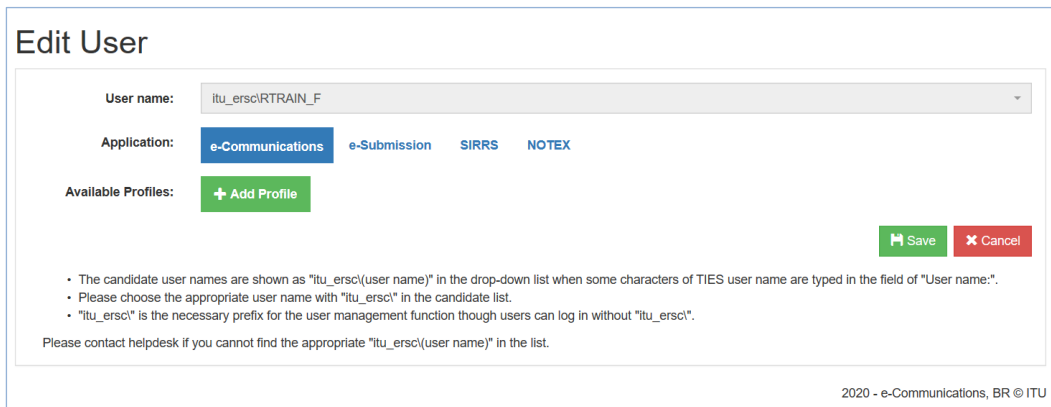 Edit User
User name: itu_ersc\RTRAIN_F
Application: e-Communications e-Submission SIRRS NOTEX
Available Profiles: + Add Profile
Save Cancel
• The candidate user names are shown as "itu_ersc\(user name)" in the drop-down list when some characters of TIES user name are typed in the field of "User name:".
• Please choose the appropriate user name with "itu_ersc\" in the candidate list.
• "itu_ersc\" is the necessary prefix for the user management function though users can log in without "itu_ersc\".
Please contact helpdesk if you cannot find the appropriate "itu_ersc\(user name)" in the list.
2020 - e-Communications, BR © ITU